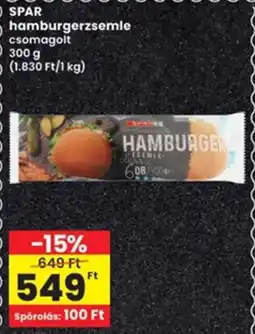 SPAR
hamburgerzsemle
csomagolt
300 g
(1.830 Ft/1 kg)
HAMBURGER
ZSEMLE
6 DB/300g
-15%
649 Ft
549 Ft
Spórolás: 100 Ft